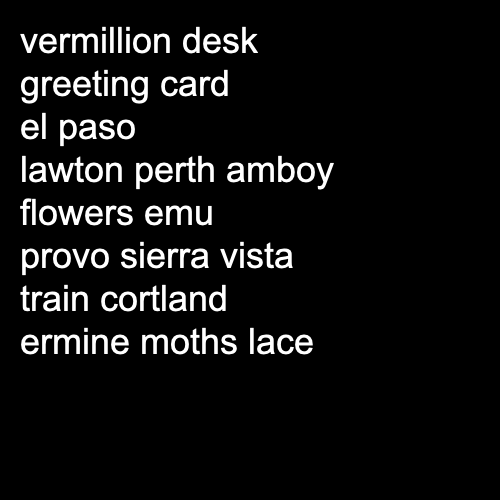 vermillion desk
greeting card
el paso
lawton perth amboy
flowers emu
provo sierra vista
train cortland
ermine moths lace